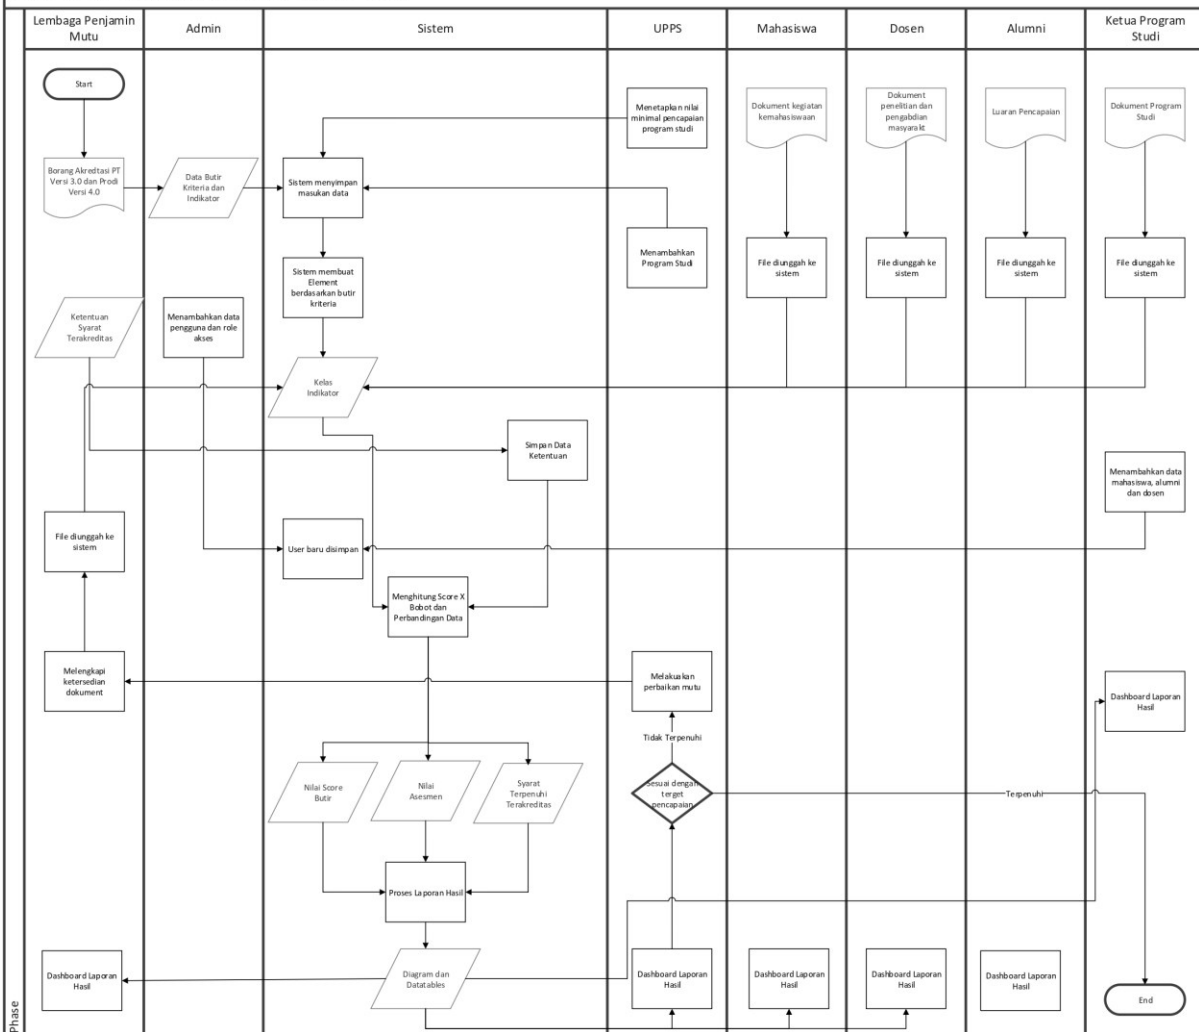 Lembaga Penjamin
Mutu
Admin
Sistem
UPPS
Mahasiswa
Dosen
Alumni
Ketua Program
Studi
Start
Menetapkan nilai
minimal pencapaian
program studi
Dokument kegiatan
kemahasiswaan
Dokument
penelitian dan
pengabdian
masyarakt
Luaran Pencapaian
Dokument Program
Studi
Borang Akredtasi PT
Versi 3.0 dan Prodi
Versi 4.0
Data Butir
Kriteria dan
Indikator
Sistem menyimpan
masukan data
Menambahkan
Program Studi
File diunggah ke
sistem
File diunggah ke
sistem
File diunggah ke
sistem
File diunggah ke
sistem
Sistem membuat
Element
berdasarkan butir
kriteria
Ketentuan
Syarat
Terakreditas
Menambahkan data
pengguna dan role
akses
Kelas
Indikator
Simpan Data
Ketentuan
Menambahkan data
mahasiswa, alumni
dan dosen
File diunggah ke
sistem
User baru disimpan
Menghitung Score X
Bobot dan
Perbandingan Data
Melengkapi
ketersedian
dokument
Melakuakan
perbaikan mutu
Dashboard Laporan
Hasil
Tidak Terpenuhi
Nilai Score
Butir
Nilai
Asesmen
Syarat
Terpenuhi
Terakreditas
Sesuai dengan
terget
pencapaian
Terpenuhi
Proses Laporan Hasil
Dashboard Laporan
Hasil
Diagram dan
Datatables
Dashboard Laporan
Hasil
Dashboard Laporan
Hasil
Dashboard Laporan
Hasil
Dashboard Laporan
Hasil
End
Phase